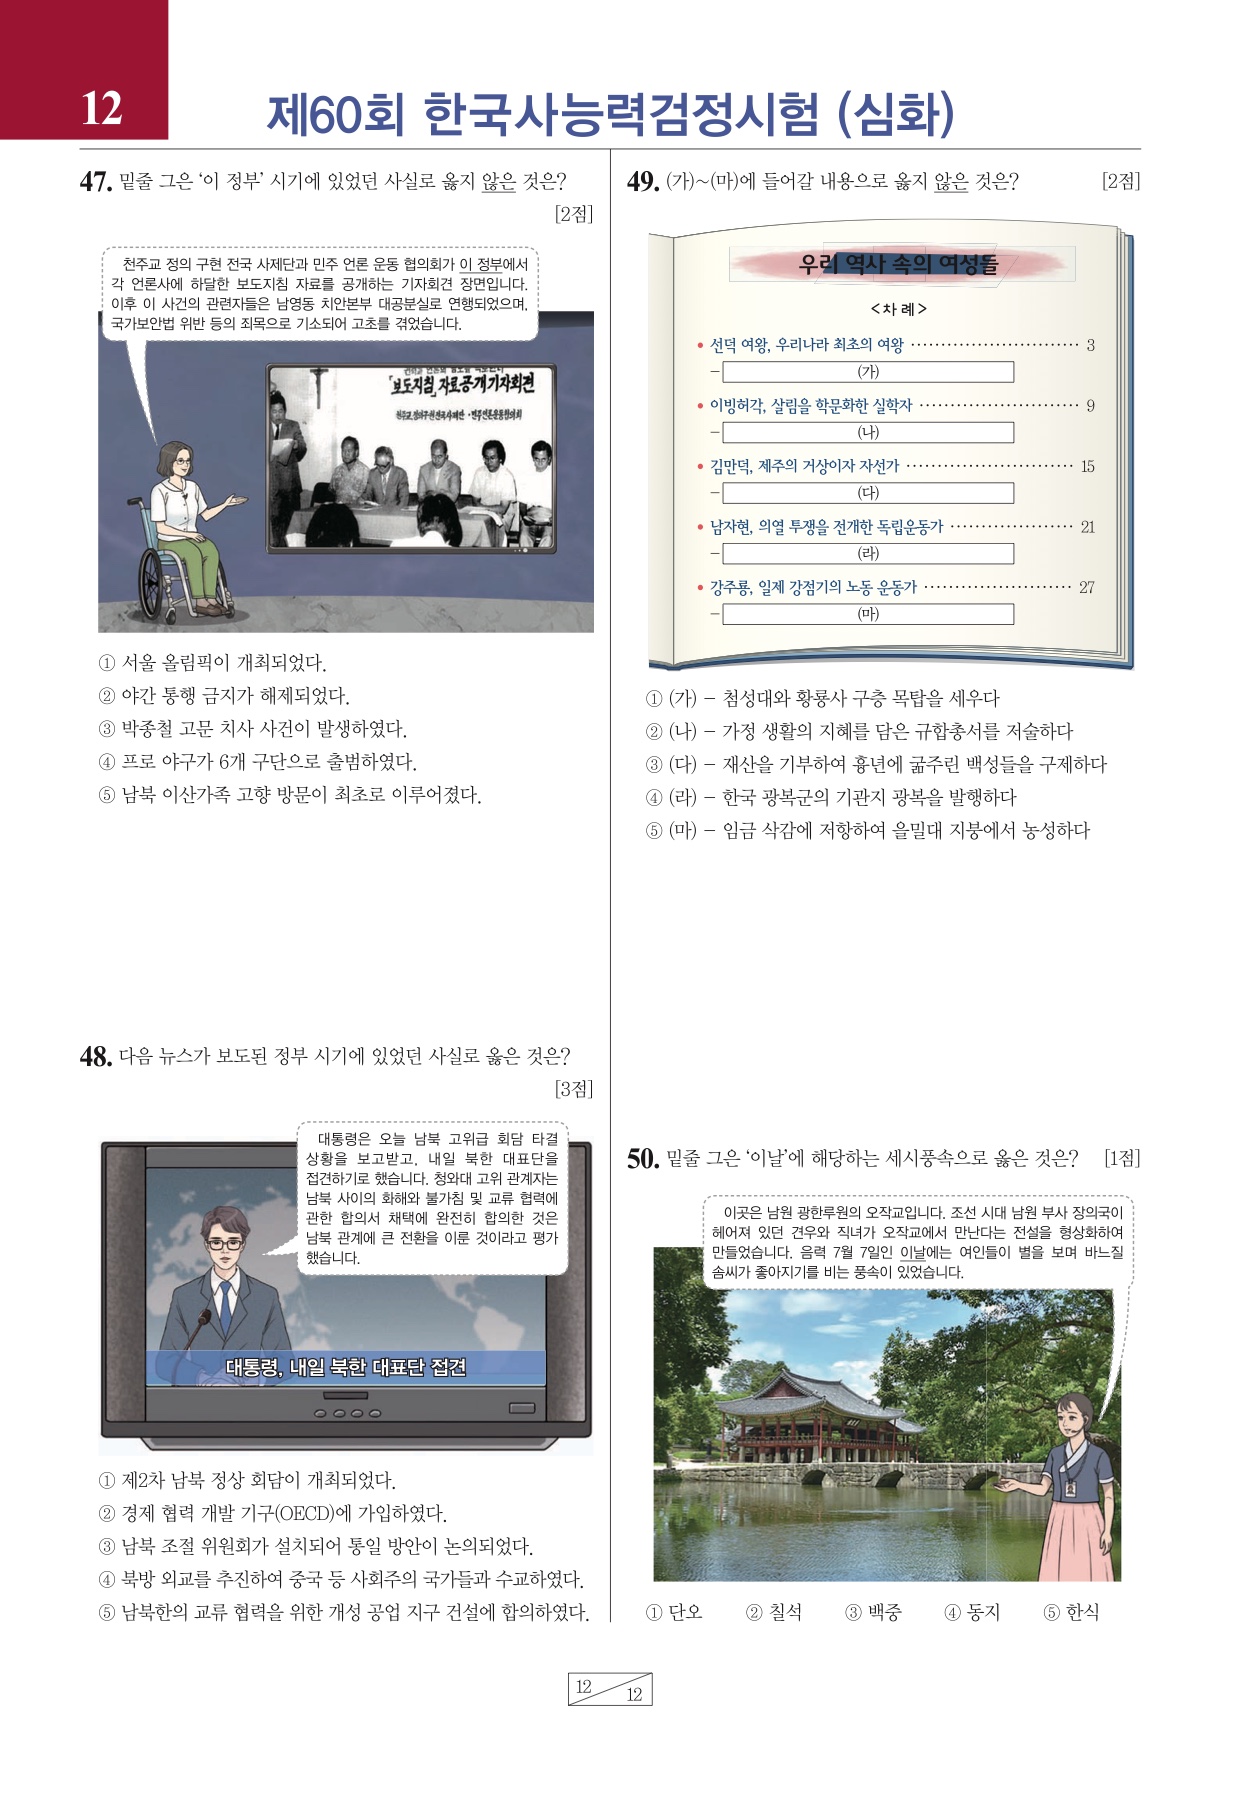 12
제60회 한국사능력검정시험 (심화)
47. 밑줄 그은 ‘이 정부’ 시기에 있었던 사실로 옳지 않은 것은?
[2점]
천주교 정의 구현 전국 사제단과 민주 언론 운동 협의회가 이 정부에서
각 언론사에 하달한 보도지침 자료를 공개하는 기자회견 장면입니다.
이후 이 사건의 관련자들은 남영동 치안본부 대공분실로 연행되었으며,
국가보안법 위반 등의 죄목으로 기소되어 고초를 겪었습니다.
「보도지침」자료공개기자회견
천주교정의구현전국사제단 · 민주언론운동협의회
① 서울 올림픽이 개최되었다.
② 야간 통행 금지가 해제되었다.
③ 박종철 고문 치사 사건이 발생하였다.
④ 프로 야구가 6개 구단으로 출범하였다.
⑤ 남북 이산가족 고향 방문이 최초로 이루어졌다.
48. 다음 뉴스가 보도된 정부 시기에 있었던 사실로 옳은 것은?
[3점]
대통령은 오늘 남북 고위급 회담 타결
상황을 보고받고, 내일 북한 대표단을
접견하기로 했습니다. 청와대 고위 관계자는
남북 사이의 화해와 불가침 및 교류 협력에
관한 합의서 채택에 완전히 합의한 것은
남북 관계에 큰 전환을 이룬 것이라고 평가
했습니다.
대통령, 내일 북한 대표단 접견
① 제2차 남북 정상 회담이 개최되었다.
② 경제 협력 개발 기구(OECD)에 가입하였다.
③ 남북 조절 위원회가 설치되어 통일 방안이 논의되었다.
④ 북방 외교를 추진하여 중국 등 사회주의 국가들과 수교하였다.
⑤ 남북한의 교류 협력을 위한 개성 공업 지구 건설에 합의하였다.
49. (가)~(마)에 들어갈 내용으로 옳지 않은 것은? [2점]
우리 역사 속의 여성들
<차 례>
• 선덕 여왕, 우리나라 최초의 여왕 ···························· 3
- (가)
• 이빙허각, 살림을 학문화한 실학자 ··························· 9
- (나)
• 김만덕, 제주의 거상이자 자선가 ···························· 15
- (다)
• 남자현, 의열 투쟁을 전개한 독립운동가 ····················· 21
- (라)
• 강주룡, 일제 강점기의 노동 운동가 ························· 27
- (마)
① (가) - 첨성대와 황룡사 구층 목탑을 세우다
② (나) - 가정 생활의 지혜를 담은 규합총서를 저술하다
③ (다) - 재산을 기부하여 흉년에 굶주린 백성들을 구제하다
④ (라) - 한국 광복군의 기관지 광복을 발행하다
⑤ (마) - 임금 삭감에 저항하여 을밀대 지붕에서 농성하다
50. 밑줄 그은 ‘이날’에 해당하는 세시풍속으로 옳은 것은? [1점]
이곳은 남원 광한루원의 오작교입니다. 조선 시대 남원 부사 장의국이
헤어져 있던 견우와 직녀가 오작교에서 만난다는 전설을 형상화하여
만들었습니다. 음력 7월 7일인 이날에는 여인들이 별을 보며 바느질
솜씨가 좋아지기를 비는 풍속이 있었습니다.
① 단오 ② 칠석 ③ 백중 ④ 동지 ⑤ 한식
12 12